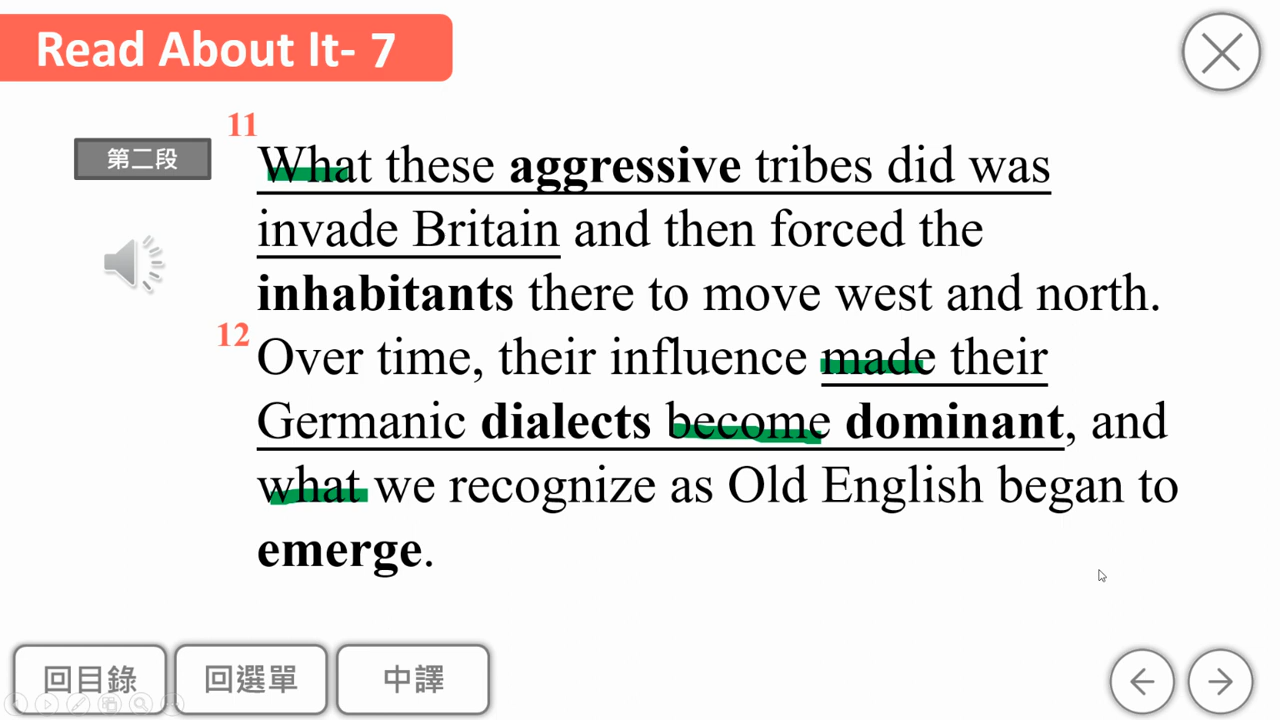 Read About It- 7
第二段
11
What these aggressive tribes did was
invade Britain and then forced the
inhabitants there to move west and north.
12
Over time, their influence made their
Germanic dialects become dominant, and
what we recognize as Old English began to
emerge.
回目錄
回選單
中譯